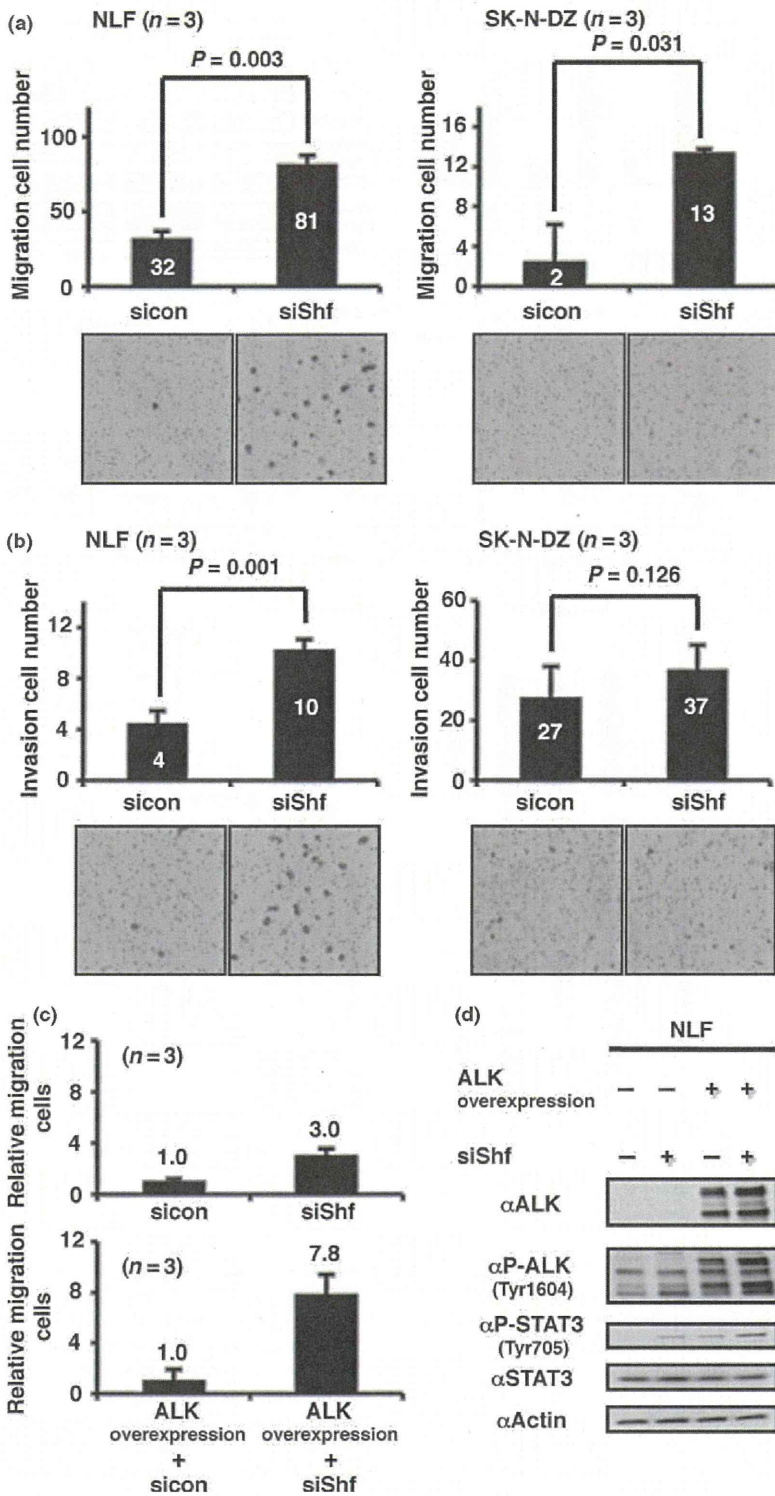 (a)
NLF (n = 3)
P = 0.003
Migration cell number
100
50
0
32
81
sicon
siShf
SK-N-DZ (n = 3)
P = 0.031
Migration cell number
16
12
8
4
0
2
13
sicon
siShf
(b)
NLF (n = 3)
P = 0.001
Invasion cell number
12
8
4
0
4
10
sicon
siShf
SK-N-DZ (n = 3)
P = 0.126
Invasion cell number
60
40
20
0
27
37
sicon
siShf
(c)
Relative migration
cells
12
8
4
0
(n = 3)
1.0
3.0
sicon
siShf
Relative migration
cells
12
8
4
0
(n = 3)
1.0
7.8
ALK
overexpression
+
sicon
ALK
overexpression
+
siShf
(d)
NLF
ALK
overexpression
− − + +
siShf
− + − +
αALK
αP-ALK
(Tyr1604)
αP-STAT3
(Tyr705)
αSTAT3
αActin